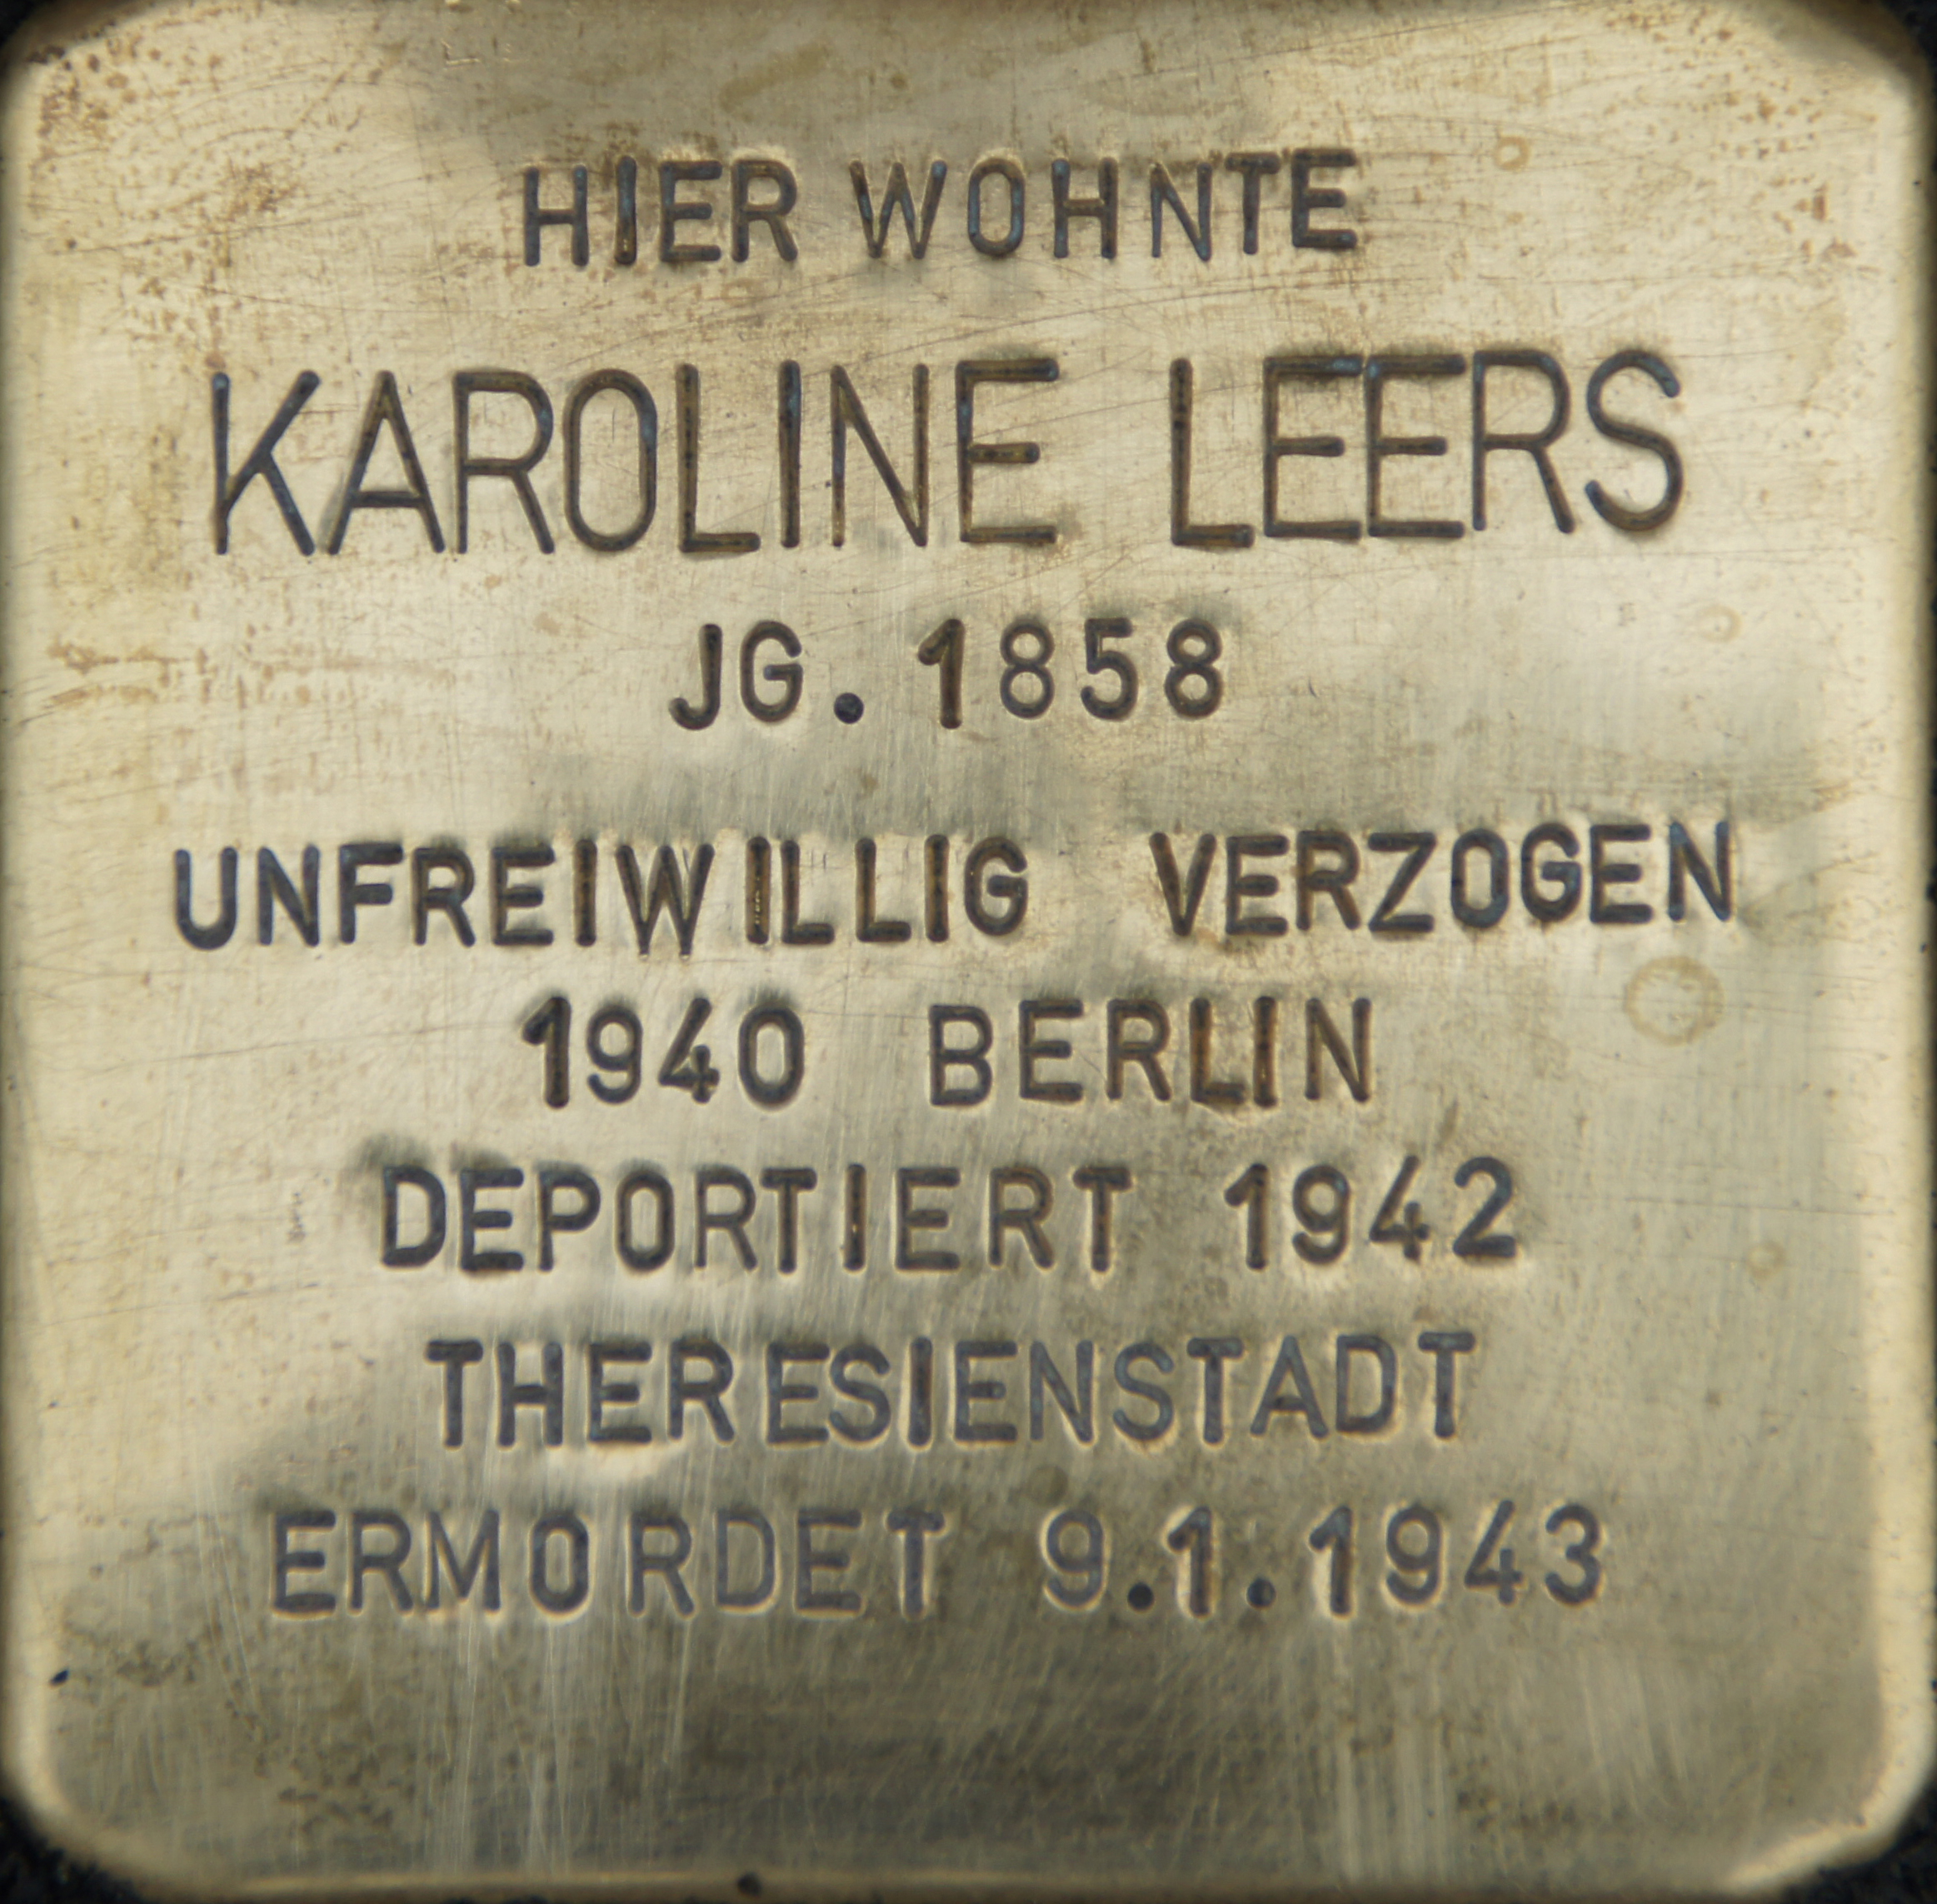 HIER WOHNTE
KAROLINE LEERS
JG. 1858
UNFREIWILLIG VERZOGEN
1940 BERLIN
DEPORTIERT 1942
THERESIENSTADT
ERMORDET 9.1.1943